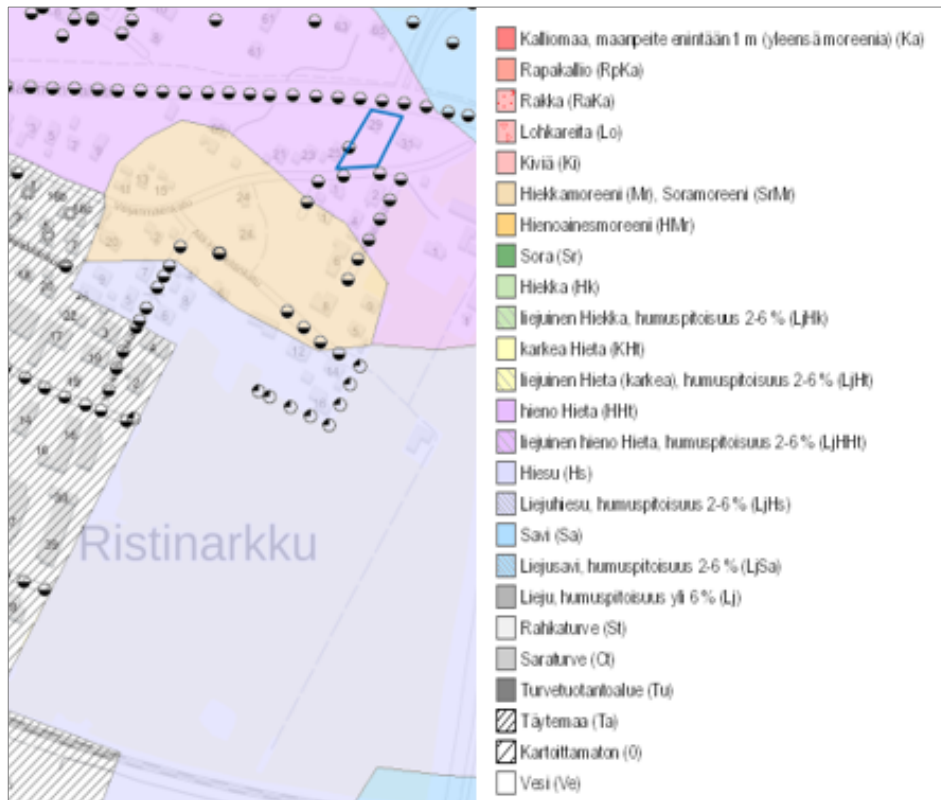 Kalliomaa, maanpeite enintään 1 m (yleensä moreenia) (Ka)
Rapakallio (RpKa)
Rakka (RaKa)
Lohkareita (Lo)
Kiviä (Ki)
Hiekkamoreeni (Mr), Soramoreeni (SrMr)
Hienoainesmoreeni (HMr)
Sora (Sr)
Hiekka (Hk)
liejuinen Hiekka, humuspitoisuus 2-6 % (LjHk)
karkea Hieta (KHt)
liejuinen Hieta (karkea), humuspitoisuus 2-6 % (LjHt)
hieno Hieta (HHt)
liejuinen hieno Hieta, humuspitoisuus 2-6 % (LjHHt)
Hiesu (Hs)
Liejuhiesu, humuspitoisuus 2-6 % (LjHs)
Savi (Sa)
Liejusavi, humuspitoisuus 2-6 % (LjSa)
Lieju, humuspitoisuus yli 6 % (Lj)
Rahkaturve (St)
Saraturve (Ct)
Turvetuotantoalue (Tu)
Täytemaa (Ta)
Kartoittamaton (0)
Vesi (Ve)
Ristinarkku